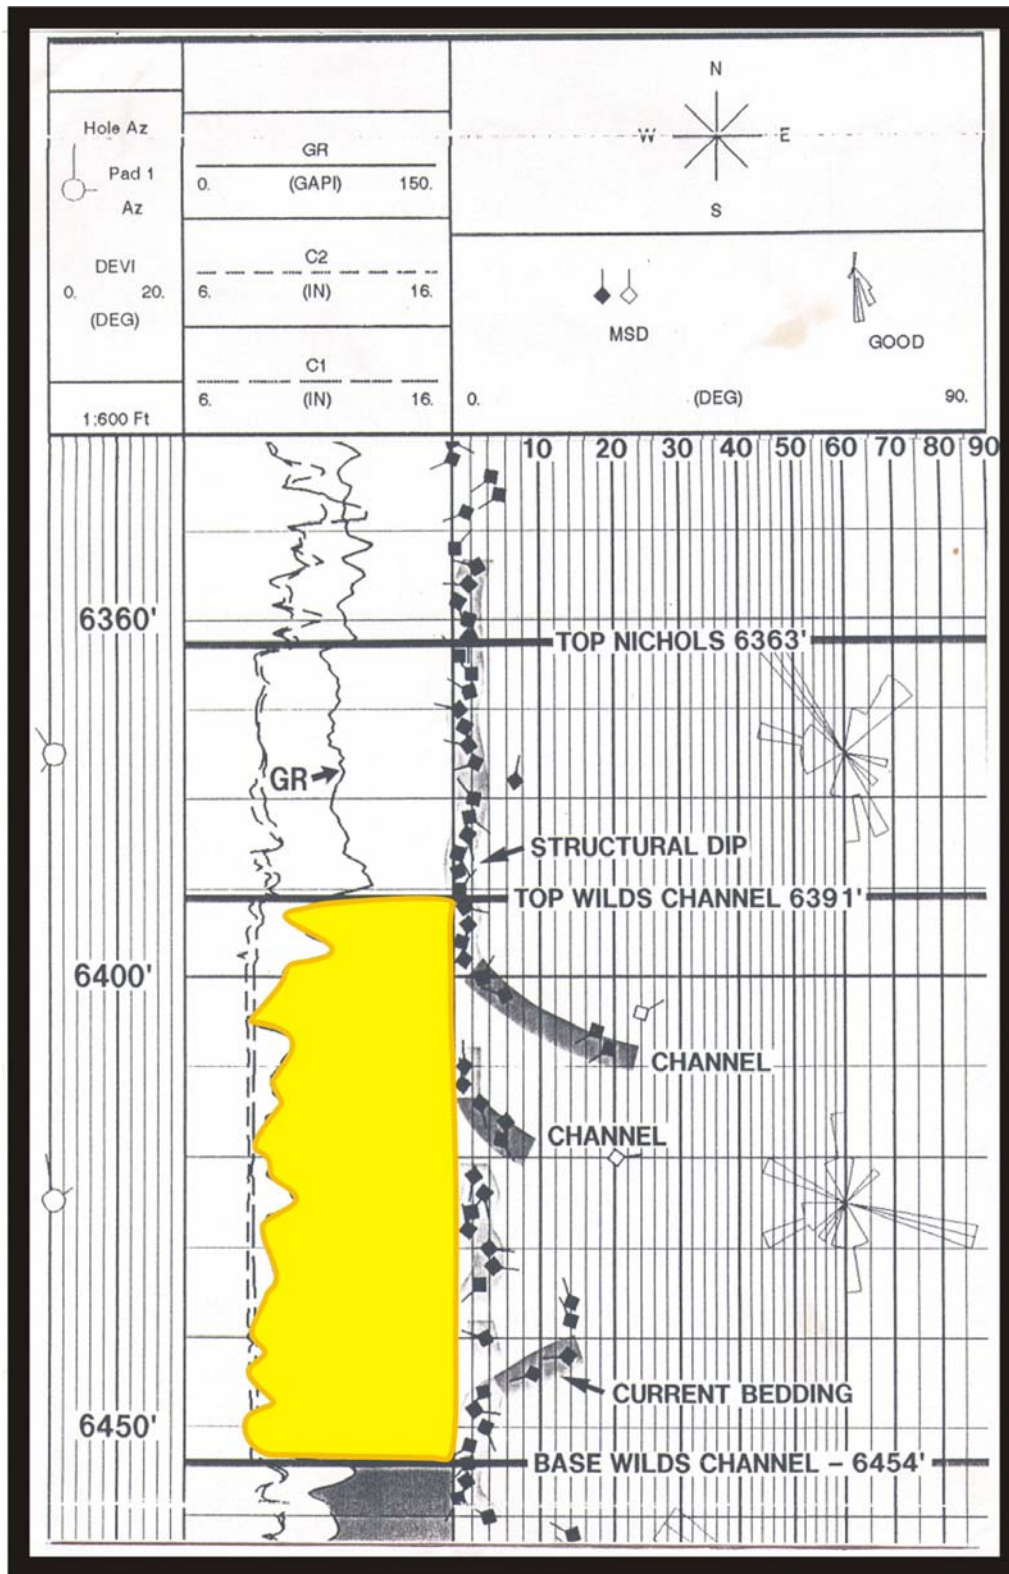 Hole Az
Pad 1
Az
DEVI
0. 20.
(DEG)
1:600 Ft
GR
0. (GAPI) 150.
C2
6. (IN) 16.
C1
6. (IN) 16.
N
W E
S
MSD
GOOD
0. (DEG) 90.
10 20 30 40 50 60 70 80 90
6360'
TOP NICHOLS 6363'
GR
STRUCTURAL DIP
TOP WILDS CHANNEL 6391'
6400'
CHANNEL
CHANNEL
CURRENT BEDDING
6450'
BASE WILDS CHANNEL – 6454'